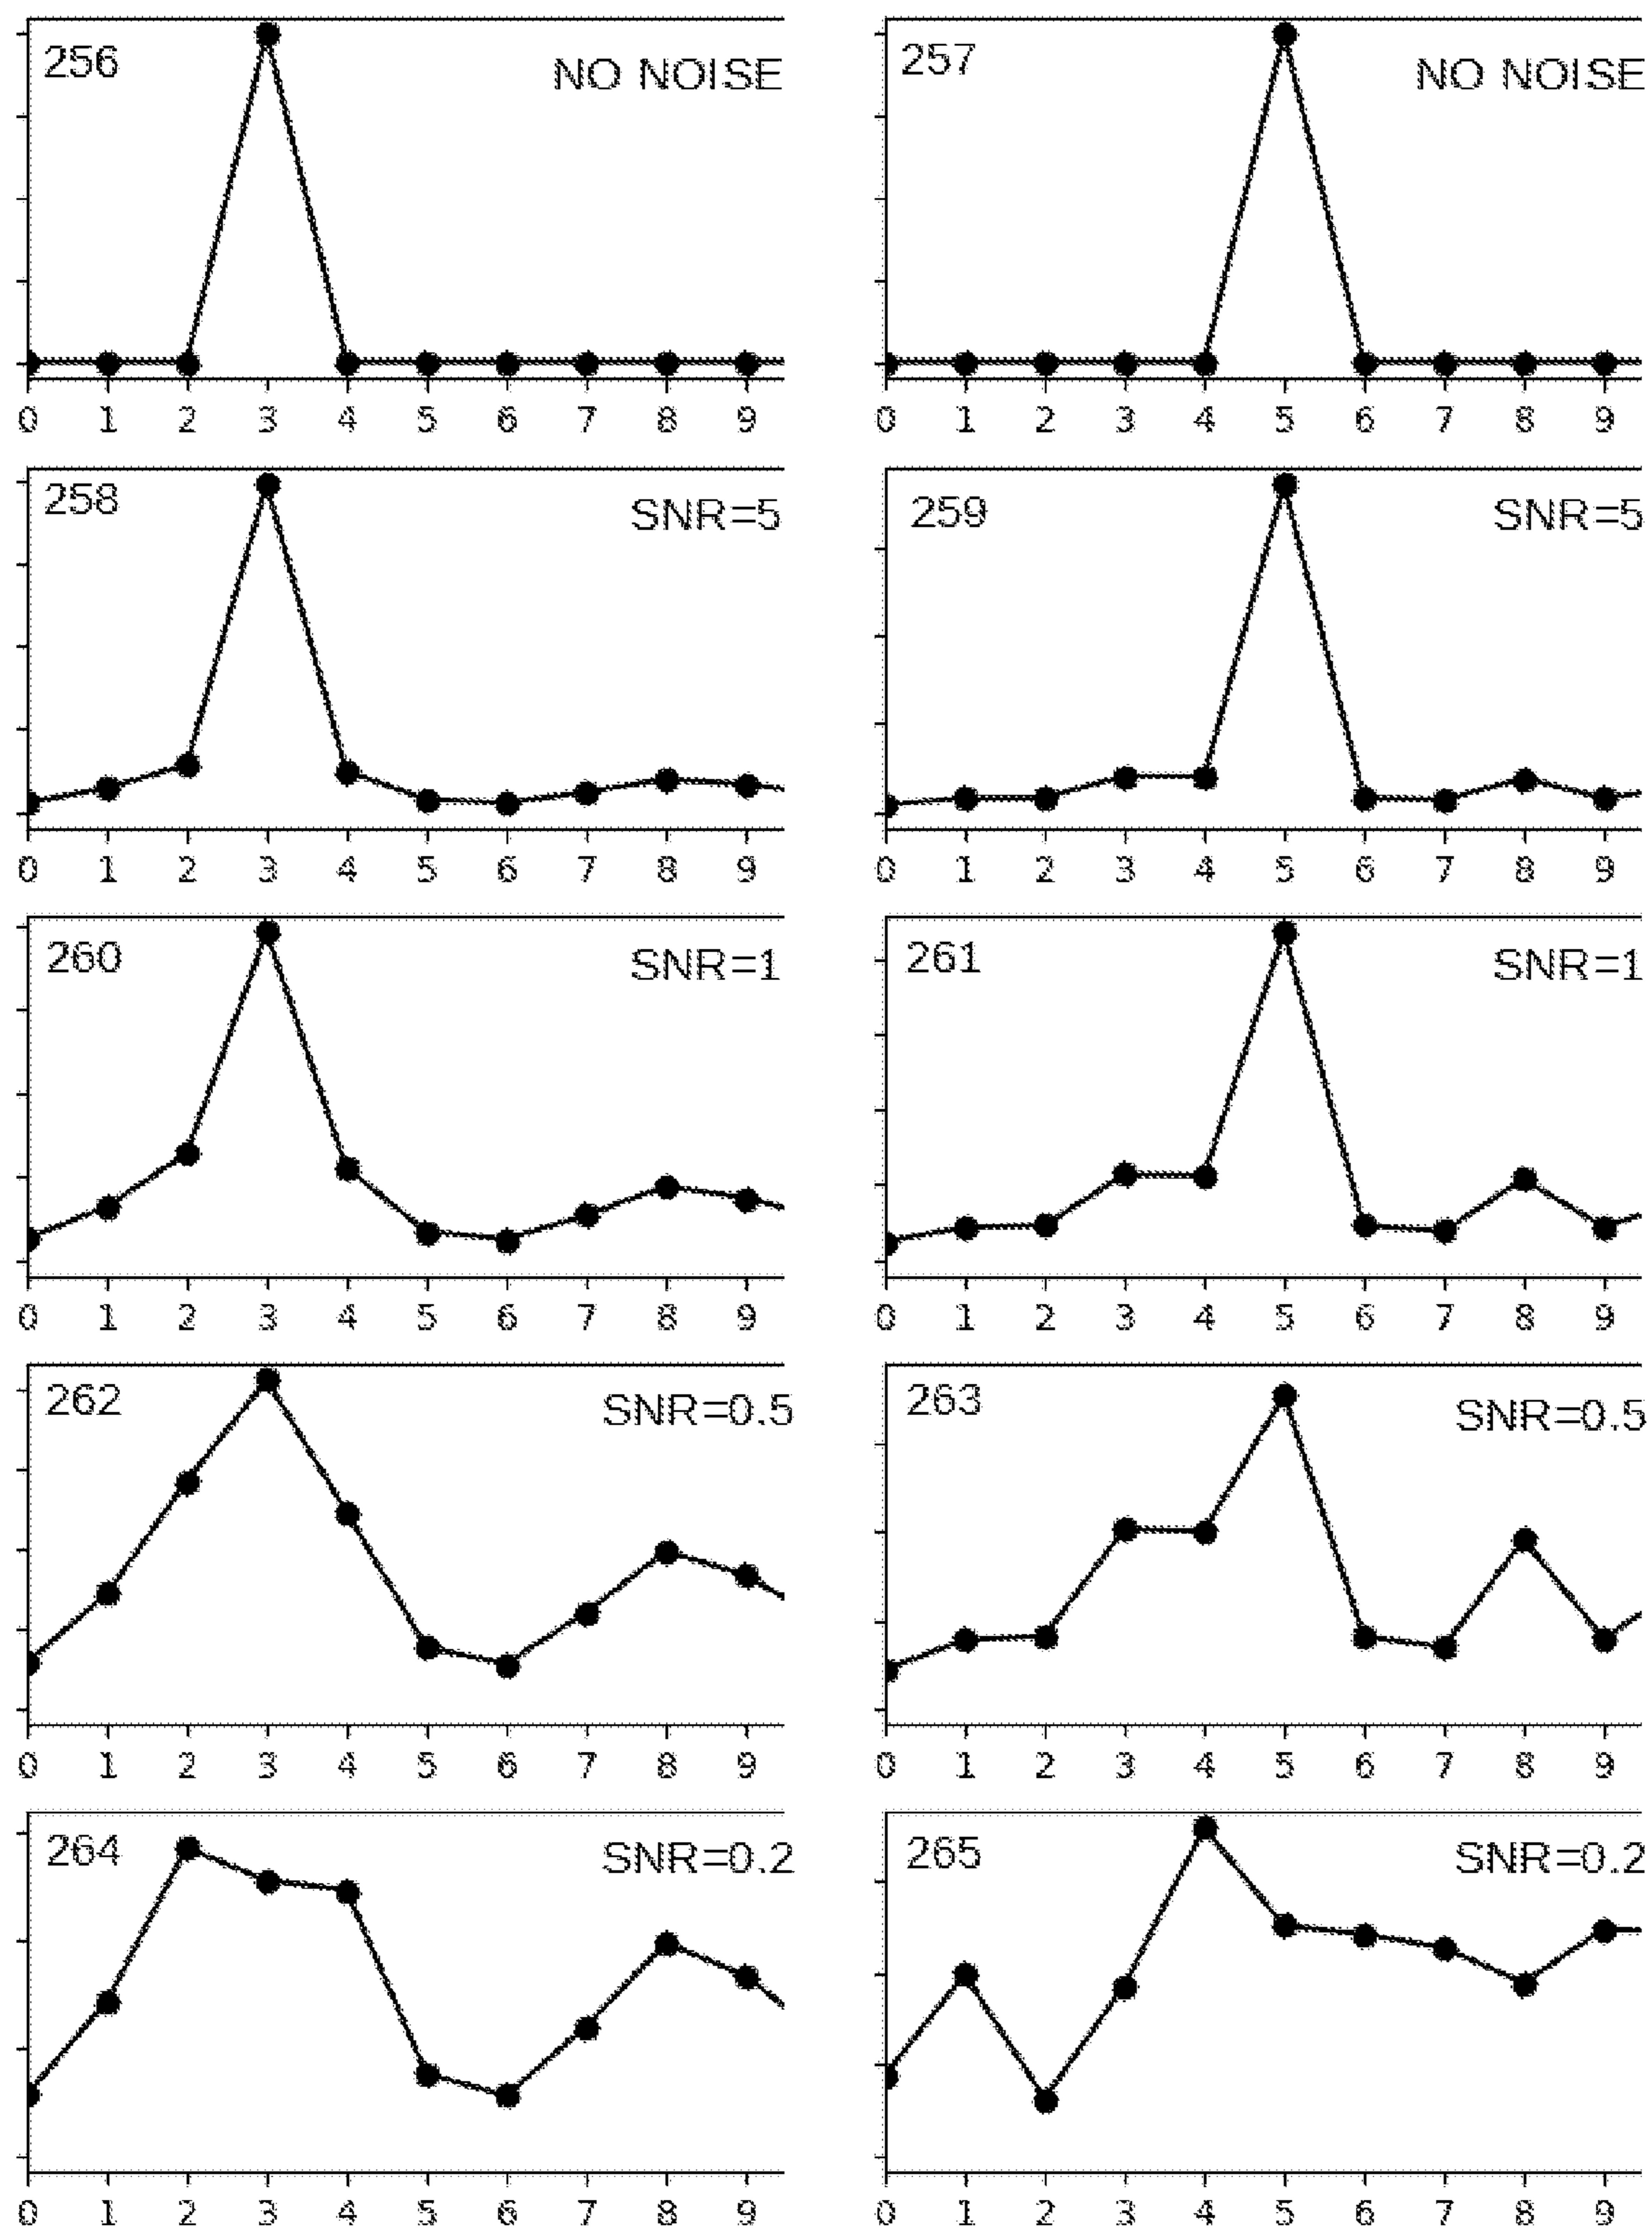 256 NO NOISE
0 1 2 3 4 5 6 7 8 9
257 NO NOISE
0 1 2 3 4 5 6 7 8 9
258 SNR=5
0 1 2 3 4 5 6 7 8 9
259 SNR=5
0 1 2 3 4 5 6 7 8 9
260 SNR=1
0 1 2 3 4 5 6 7 8 9
261 SNR=1
0 1 2 3 4 5 6 7 8 9
262 SNR=0.5
0 1 2 3 4 5 6 7 8 9
263 SNR=0.5
0 1 2 3 4 5 6 7 8 9
264 SNR=0.2
0 1 2 3 4 5 6 7 8 9
265 SNR=0.2
0 1 2 3 4 5 6 7 8 9